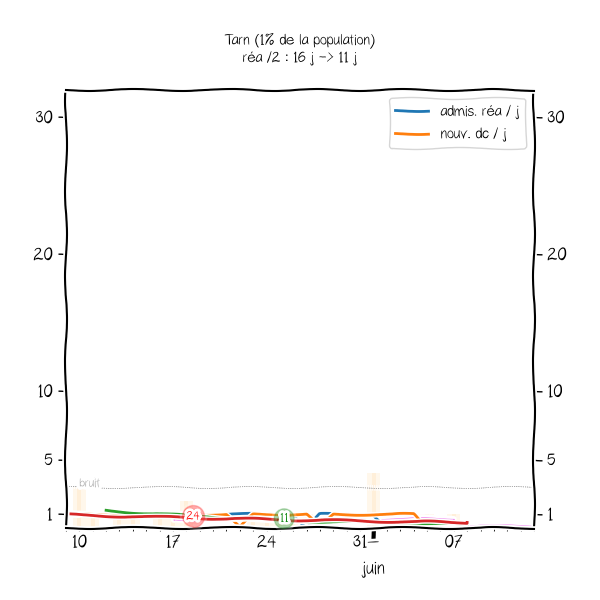 Tarn (1% de la population)
réa /2 : 16 j -> 11 j
admis. réa / j
nouv. dc / j
30
30
20
20
10
10
5
5
bruit
1
1
24
11
10
17
24
31
07
juin